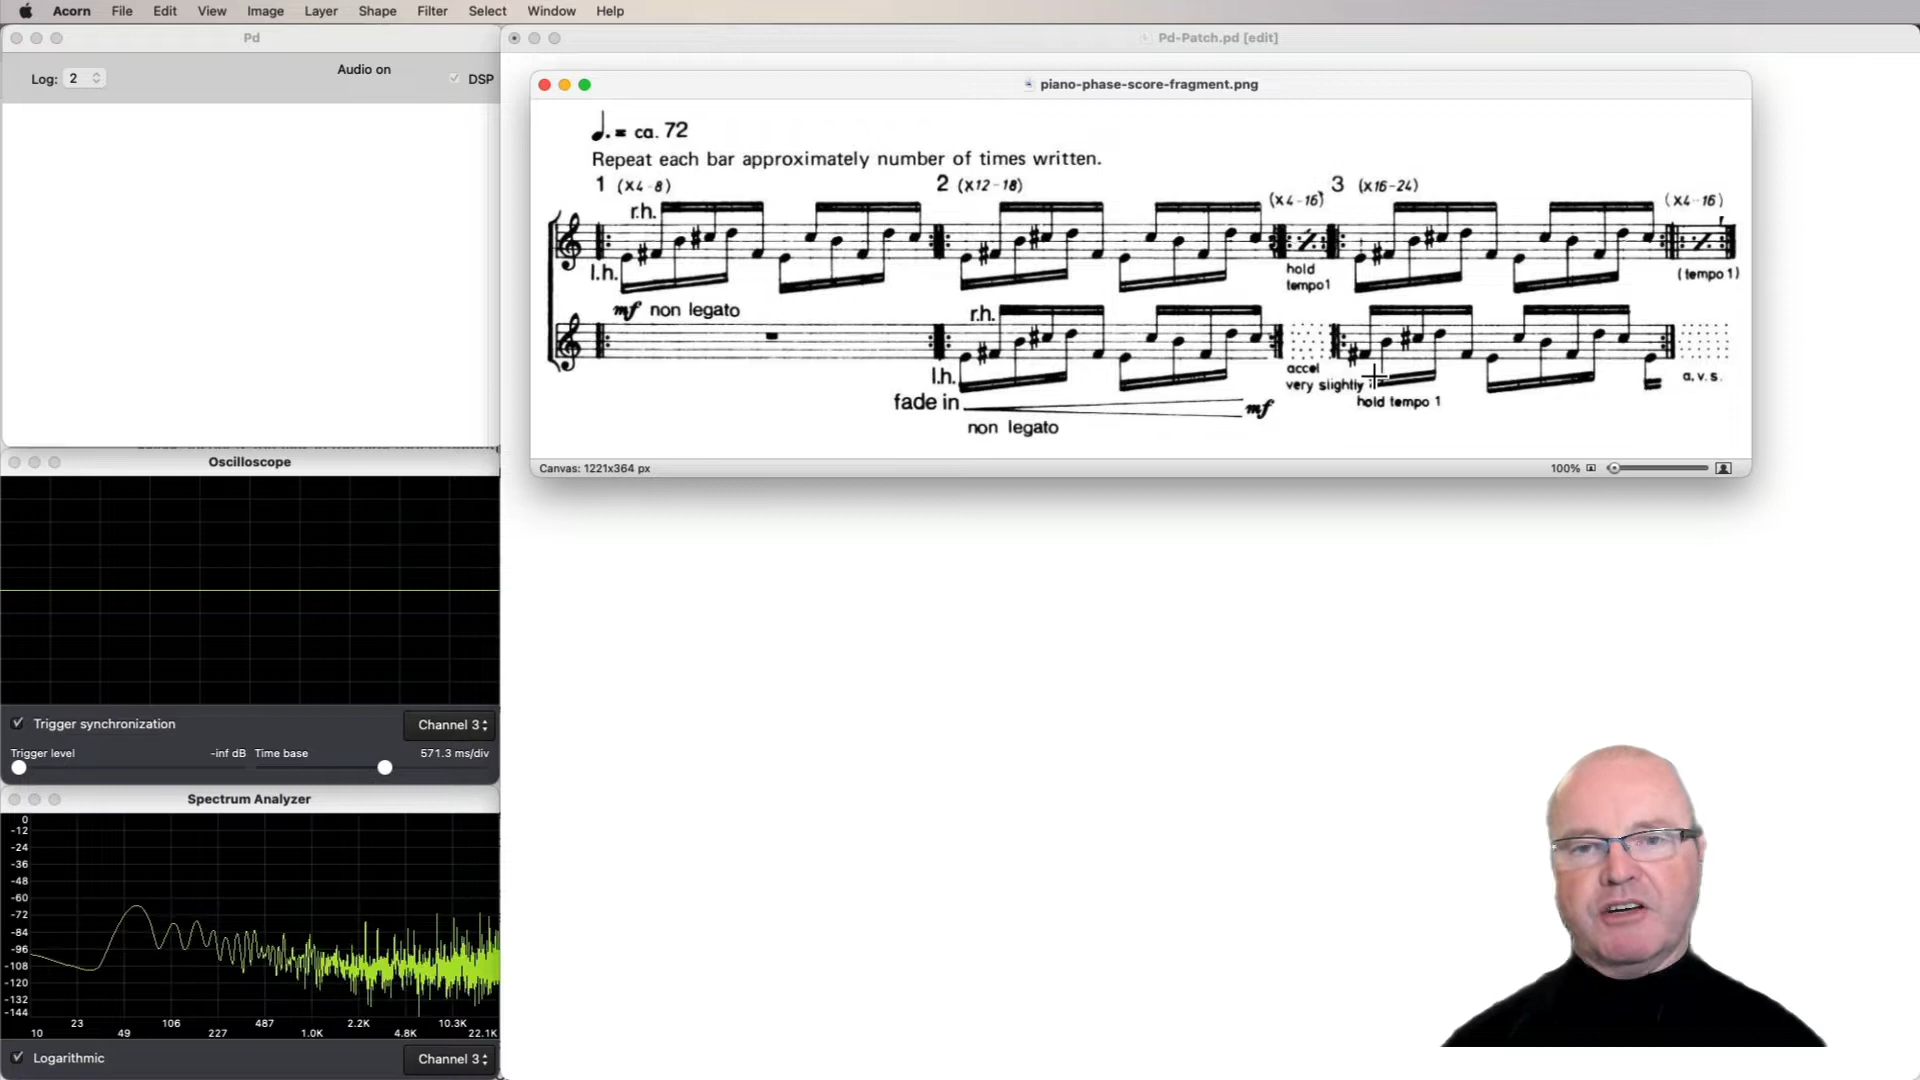 Acorn File Edit View Image Layer Shape Filter Select Window Help
Pd
Log: 2
Audio on
DSP
Pd-Patch.pd [edit]
piano-phase-score-fragment.png
= ca. 72
Repeat each bar approximately number of times written.
1 (x4-8)
2 (x12-18)
(x4-16)
3 (x16-24)
(x4-16)
r.h.
l.h.
hold
tempo1
(tempo 1)
mf non legato
r.h.
l.h.
accel
very slightly
a.v.s.
hold tempo 1
fade in
mf
non legato
Canvas: 1221x364 px
100%
Oscilloscope
Trigger synchronization
Channel 3
Trigger level
-inf dB
Time base
571.3 ms/div
Spectrum Analyzer
0
-12
-24
-36
-48
-60
-72
-84
-96
-108
-120
-132
-144
23 106 487 2.2K 10.3K
10 49 227 1.0K 4.8K 22.1K
Logarithmic
Channel 3